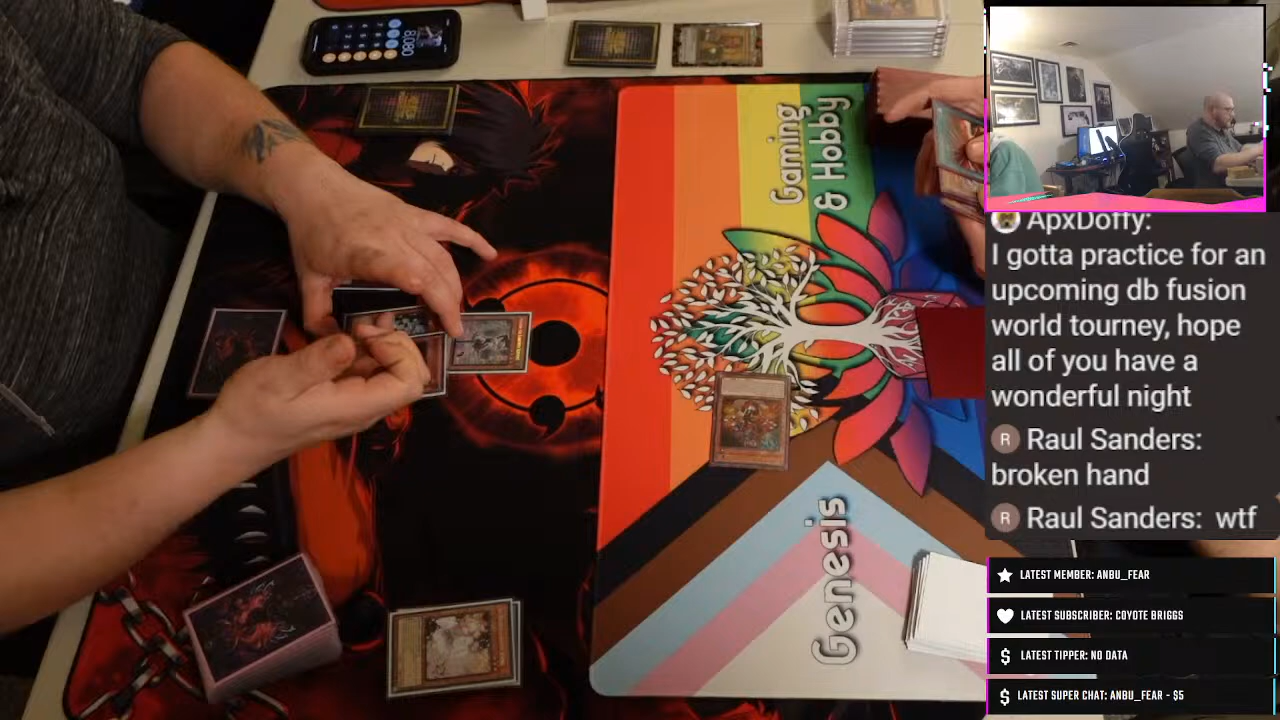 8080
Gaming
& Hobby
Genesis
ApxDoffy:
I gotta practice for an
upcoming db fusion
world tourney, hope
all of you have a
wonderful night
R Raul Sanders:
broken hand
R Raul Sanders: wtf
LATEST MEMBER: ANBU_FEAR
LATEST SUBSCRIBER: COYOTE BRIGGS
$ LATEST TIPPER: NO DATA
$ LATEST SUPER CHAT: ANBU_FEAR - $5